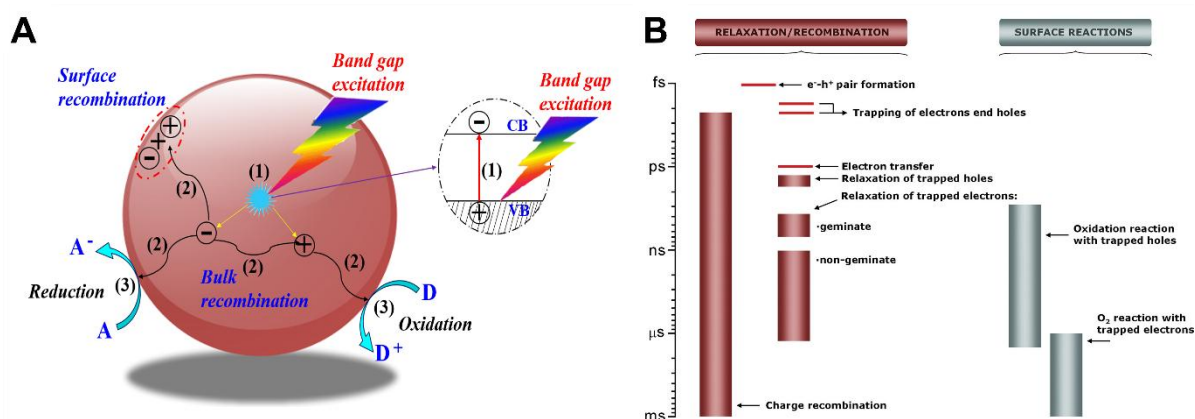 A
Surface
recombination
Band gap
excitation
+
+
−
(2)
(1)
−
(2)
(2)
+
(2)
A-
(3)
Reduction
A
Bulk
recombination
D
(3)
Oxidation
D+
Band gap
excitation
−
CB
(1)
+
VB
B
RELAXATION/RECOMBINATION
SURFACE REACTIONS
fs
e⁻-h⁺ pair formation
Trapping of electrons end holes
ps
Electron transfer
Relaxation of trapped holes
Relaxation of trapped electrons:
·geminate
Oxidation reaction
with trapped holes
ns
·non-geminate
µs
O₂ reaction with
trapped electrons
ms
Charge recombination